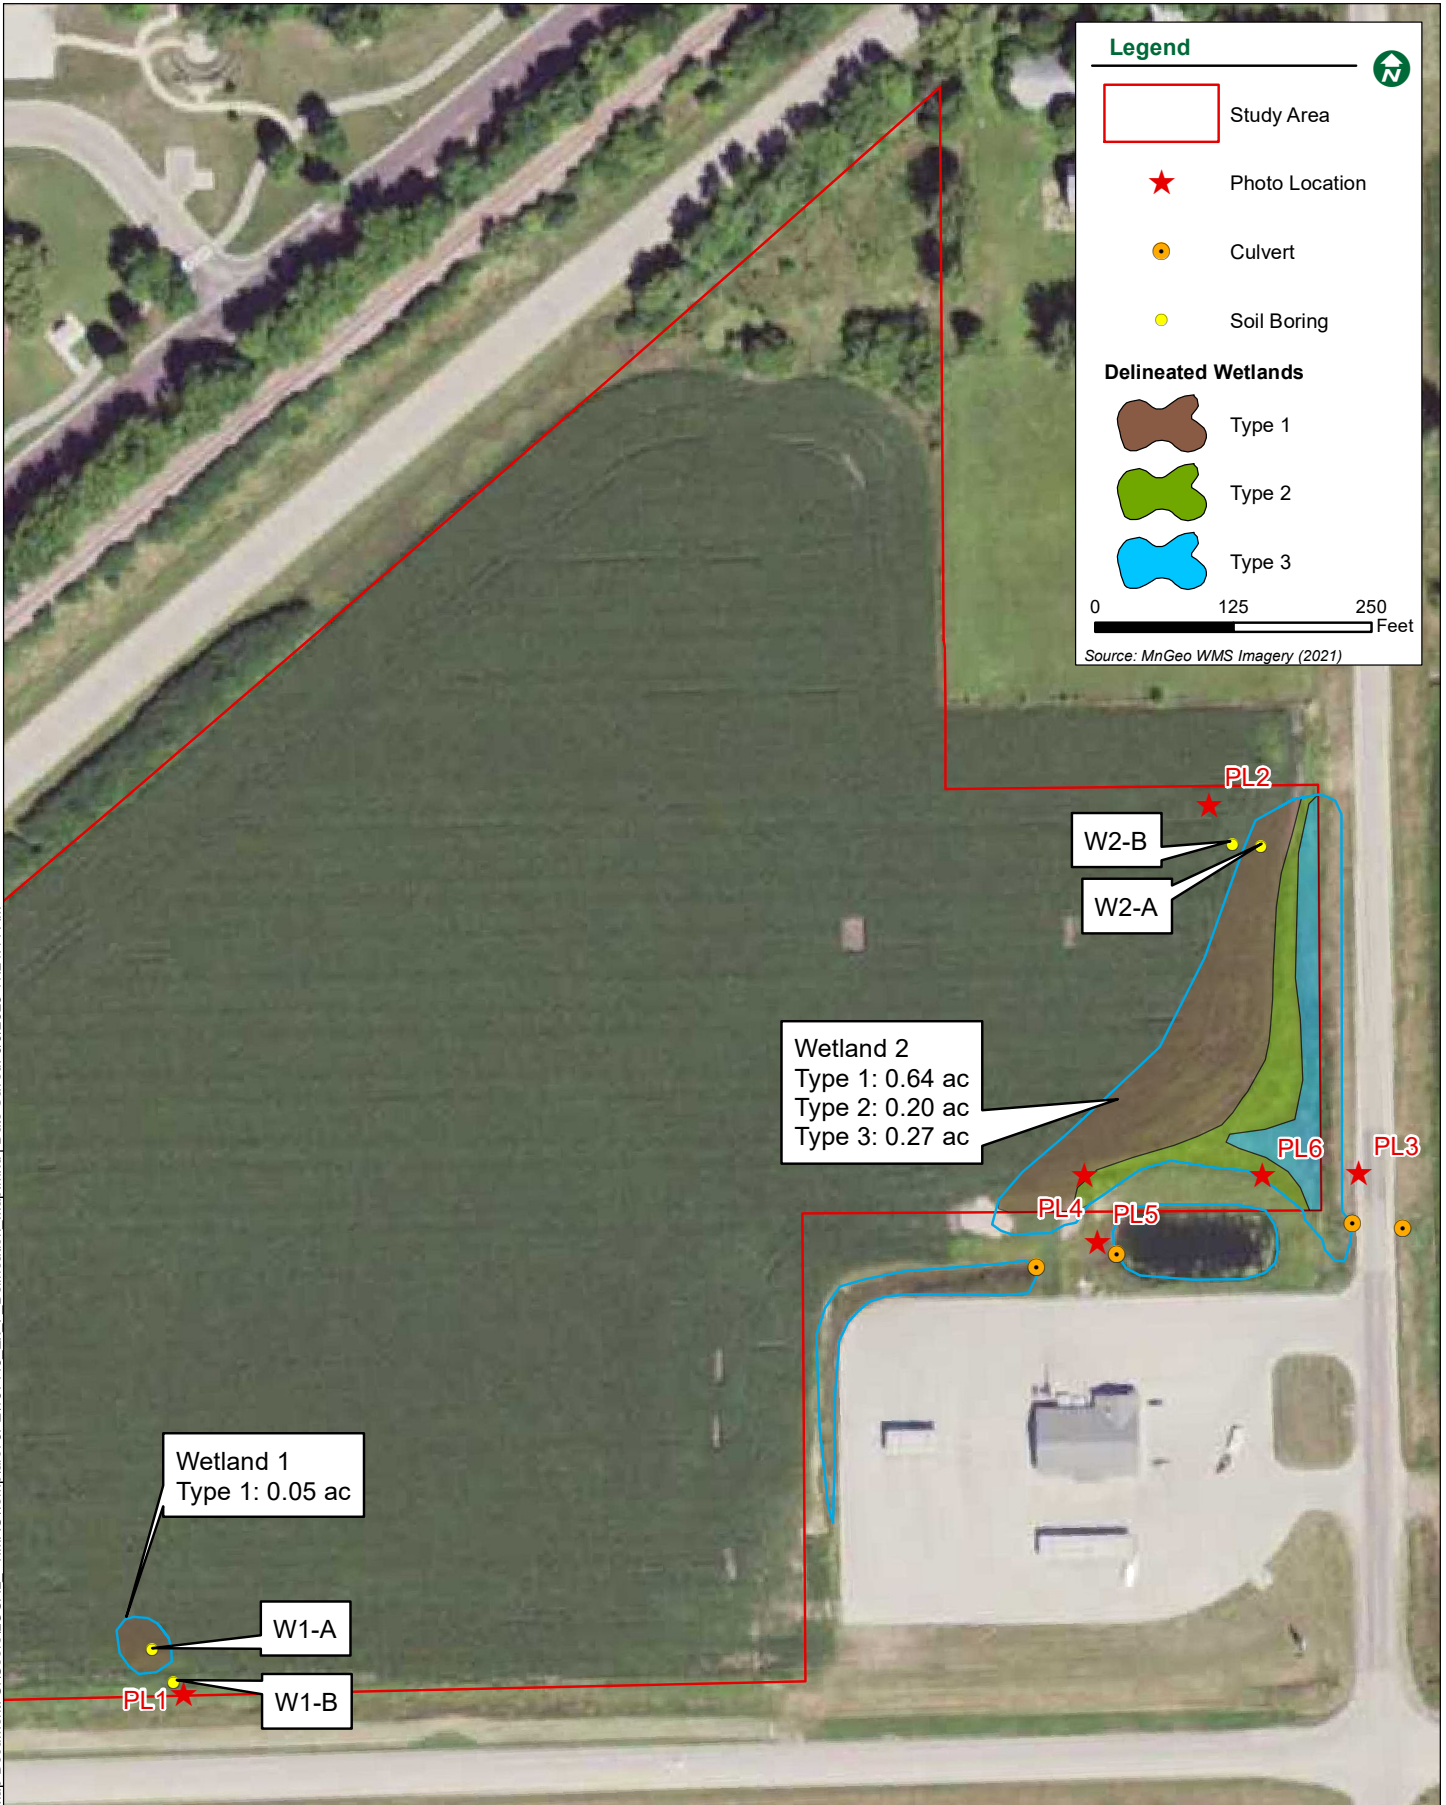 Legend
N
Study Area
Photo Location
Culvert
Soil Boring
Delineated Wetlands
Type 1
Type 2
Type 3
0 125 250
Feet
Source: MnGeo WMS Imagery (2021)
PL2
W2-B
W2-A
Wetland 2
Type 1: 0.64 ac
Type 2: 0.20 ac
Type 3: 0.27 ac
PL6
PL3
PL4
PL5
Wetland 1
Type 1: 0.05 ac
W1-A
PL1
W1-B